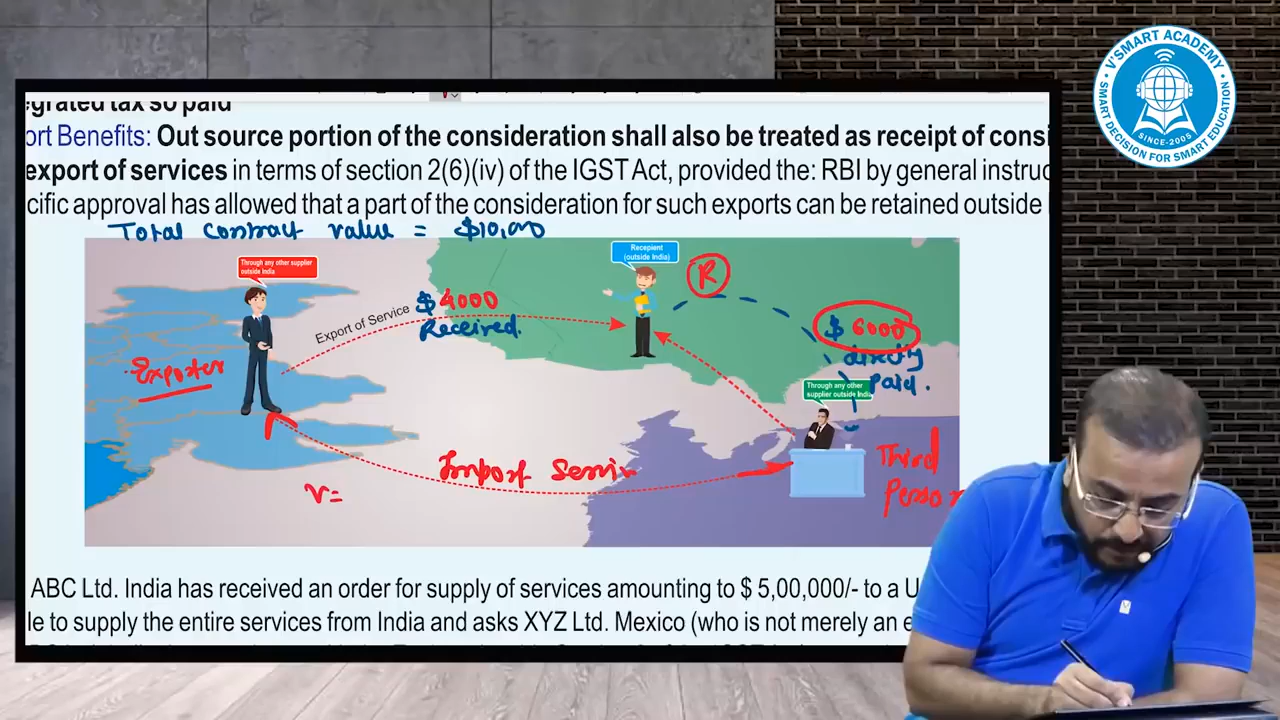 egrated tax so paid
ort Benefits: Out source portion of the consideration shall also be treated as receipt of consi
export of services in terms of section 2(6)(iv) of the IGST Act, provided the: RBI by general instruc
cific approval has allowed that a part of the consideration for such exports can be retained outside
Total contract value = $10,000
Through any other supplier outside India
Recepient (outside India)
R
Export of Service
$ 4000
Received.
$ 6000
directly
paid.
Exporter
Through any other supplier outside India
Import Servi
Third
Person
V=
ABC Ltd. India has received an order for supply of services amounting to $ 5,00,000/- to a U
le to supply the entire services from India and asks XYZ Ltd. Mexico (who is not merely an e
V'SMART ACADEMY
SINCE-2005
SMART DECISION FOR SMART EDUCATION